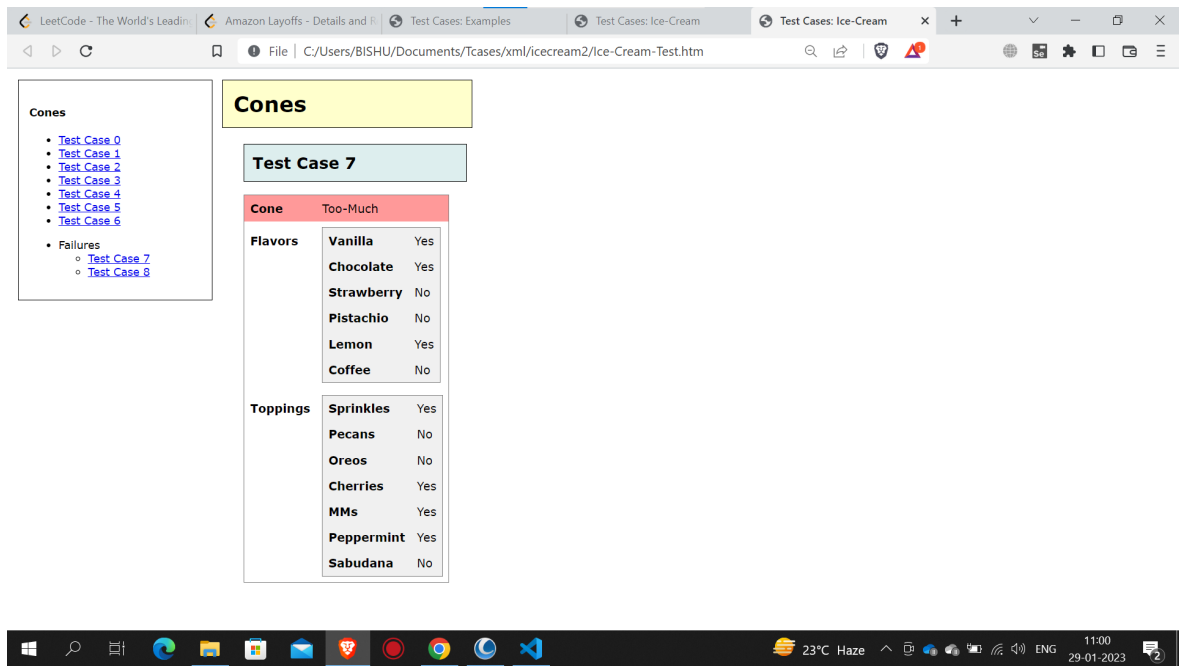 LeetCode - The World's Leading
Amazon Layoffs - Details and R
Test Cases: Examples
Test Cases: Ice-Cream
Test Cases: Ice-Cream
File | C:/Users/BISHU/Documents/Tcases/xml/icecream2/Ice-Cream-Test.htm
1
Se
Cones
Test Case 0
Test Case 1
Test Case 2
Test Case 3
Test Case 4
Test Case 5
Test Case 6
Failures
Test Case 7
Test Case 8
Cones
Test Case 7
Cone Too-Much
Flavors Vanilla Yes
Chocolate Yes
Strawberry No
Pistachio No
Lemon Yes
Coffee No
Toppings Sprinkles Yes
Pecans No
Oreos No
Cherries Yes
MMs Yes
Peppermint Yes
Sabudana No
23°C Haze
ENG
11:00
29-01-2023
2